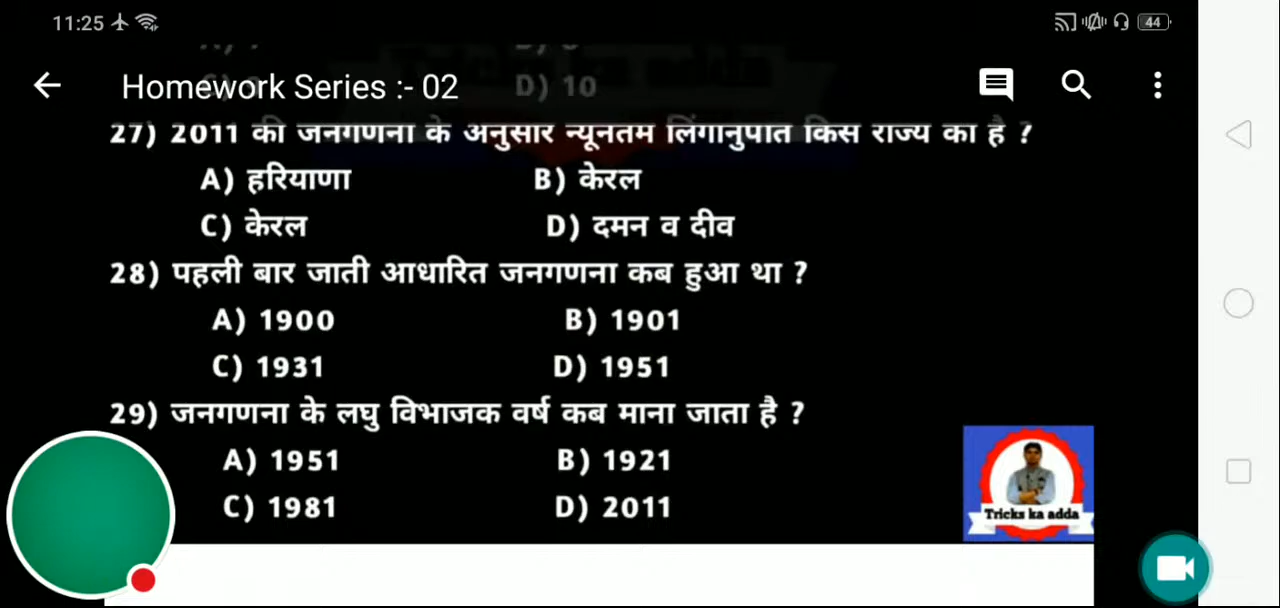 11:25
44
Homework Series :- 02
D) 10
27) 2011 की जनगणना के अनुसार न्यूनतम लिंगानुपात किस राज्य का है ?
A) हरियाणा B) केरल
C) केरल D) दमन व दीव
28) पहली बार जाती आधारित जनगणना कब हुआ था ?
A) 1900 B) 1901
C) 1931 D) 1951
29) जनगणना के लघु विभाजक वर्ष कब माना जाता है ?
A) 1951 B) 1921
C) 1981 D) 2011
Tricks ka adda